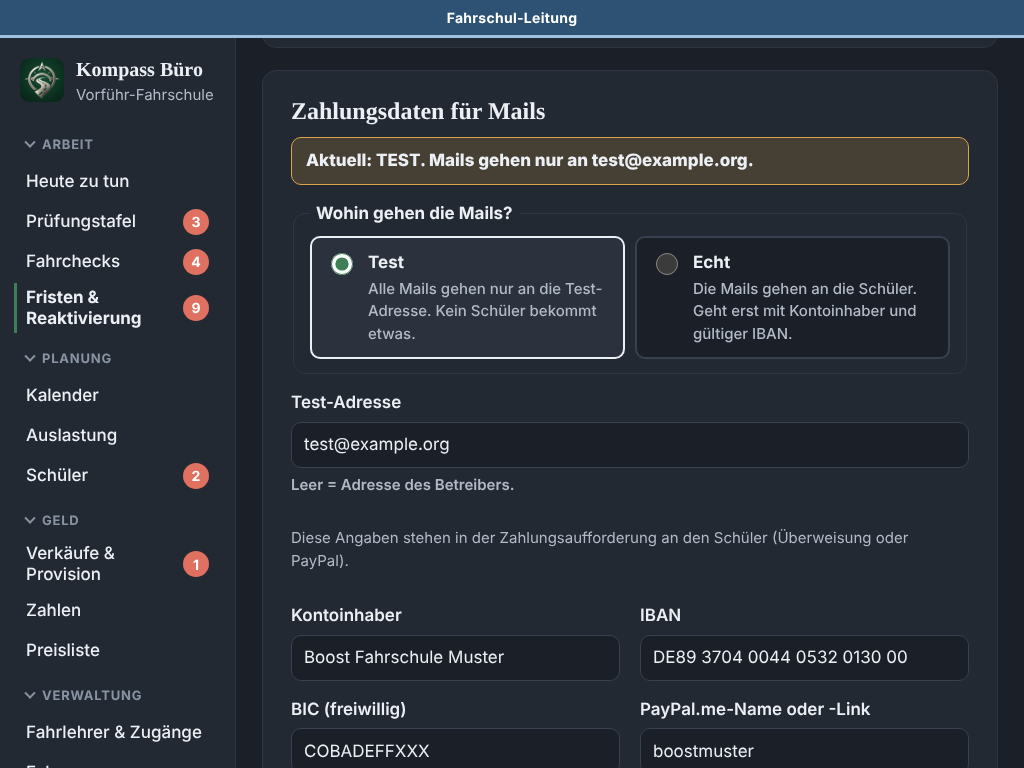 Fahrschul-Leitung
Kompass Büro
Vorführ-Fahrschule
ARBEIT
Heute zu tun
Prüfungstafel 3
Fahrchecks 4
Fristen &
Reaktivierung 9
PLANUNG
Kalender
Auslastung
Schüler 2
GELD
Verkäufe &
Provision 1
Zahlen
Preisliste
VERWALTUNG
Fahrlehrer & Zugänge
Zahlungsdaten für Mails
Aktuell: TEST. Mails gehen nur an test@example.org.
Wohin gehen die Mails?
Test
Alle Mails gehen nur an die Test-
Adresse. Kein Schüler bekommt
etwas.
Echt
Die Mails gehen an die Schüler.
Geht erst mit Kontoinhaber und
gültiger IBAN.
Test-Adresse
test@example.org
Leer = Adresse des Betreibers.
Diese Angaben stehen in der Zahlungsaufforderung an den Schüler (Überweisung oder
PayPal).
Kontoinhaber
Boost Fahrschule Muster
IBAN
DE89 3704 0044 0532 0130 00
BIC (freiwillig)
COBADEFFXXX
PayPal.me-Name oder -Link
boostmuster